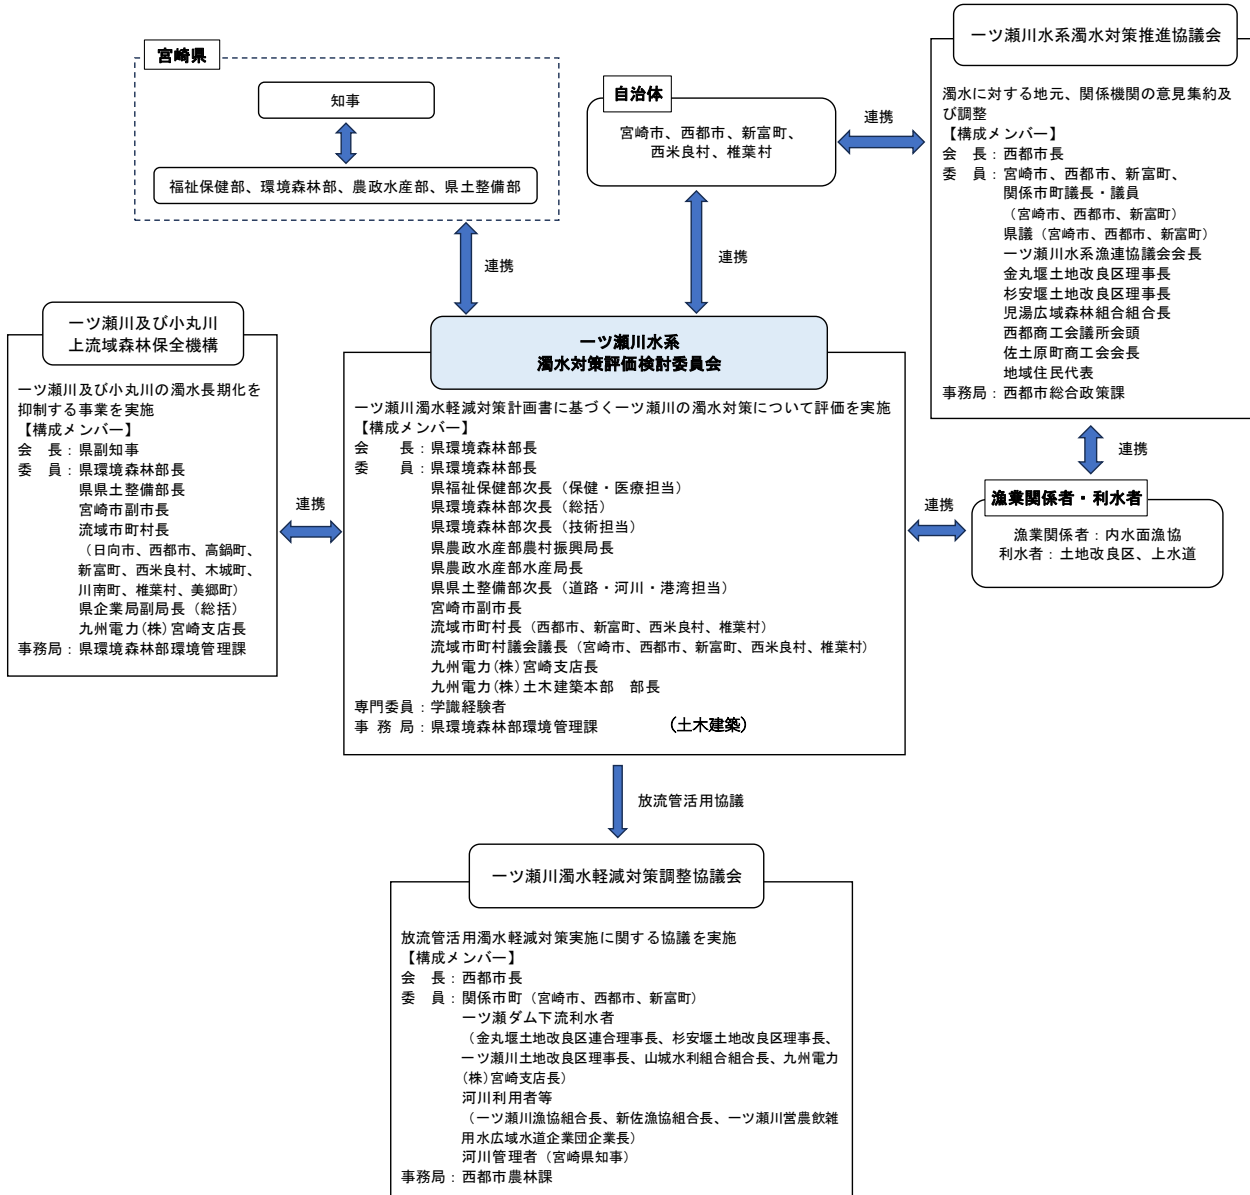 宮崎県
知事
福祉保健部、環境森林部、農政水産部、県土整備部
連携
自治体
宮崎市、西都市、新富町、
西米良村、椎葉村
連携
連携
一ツ瀬川水系濁水対策推進協議会
濁水に対する地元、関係機関の意見集約及
び調整
【構成メンバー】
会　長：西都市長
委　員：宮崎市、西都市、新富町、
関係市町議長・議員
（宮崎市、西都市、新富町）
県議（宮崎市、西都市、新富町）
一ツ瀬川水系漁連協議会会長
金丸堰土地改良区理事長
杉安堰土地改良区理事長
児湯広域森林組合組合長
西都商工会議所会頭
佐土原町商工会会長
地域住民代表
事務局：西都市総合政策課
連携
漁業関係者・利水者
漁業関係者：内水面漁協
利水者：土地改良区、上水道
連携
一ツ瀬川及び小丸川
上流域森林保全機構
一ツ瀬川及び小丸川の濁水長期化を
抑制する事業を実施
【構成メンバー】
会　長：県副知事
委　員：県環境森林部長
県県土整備部長
宮崎市副市長
流域市町村長
（日向市、西都市、高鍋町、
新富町、西米良村、木城町、
川南町、椎葉村、美郷町）
県企業局副局長（総括）
九州電力(株)宮崎支店長
事務局：県環境森林部環境管理課
連携
一ツ瀬川水系
濁水対策評価検討委員会
一ツ瀬川濁水軽減対策計画書に基づく一ツ瀬川の濁水対策について評価を実施
【構成メンバー】
会　　長：県環境森林部長
委　　員：県環境森林部長
県福祉保健部次長（保健・医療担当）
県環境森林部次長（総括）
県環境森林部次長（技術担当）
県農政水産部農村振興局長
県農政水産部水産局長
県県土整備部次長（道路・河川・港湾担当）
宮崎市副市長
流域市町村長（西都市、新富町、西米良村、椎葉村）
流域市町村議会議長（宮崎市、西都市、新富町、西米良村、椎葉村）
九州電力(株)宮崎支店長
九州電力(株)土木建築本部　部長
専門委員：学識経験者
事 務 局：県環境森林部環境管理課　（土木建築）
放流管活用協議
一ツ瀬川濁水軽減対策調整協議会
放流管活用濁水軽減対策実施に関する協議を実施
【構成メンバー】
会　長：西都市長
委　員：関係市町（宮崎市、西都市、新富町）
一ツ瀬ダム下流利水者
（金丸堰土地改良区連合理事長、杉安堰土地改良区理事長、
一ツ瀬川土地改良区理事長、山城水利組合組合長、九州電力
(株)宮崎支店長）
河川利用者等
（一ツ瀬川漁協組合長、新佐漁協組合長、一ツ瀬川営農飲雑
用水広域水道企業団企業長）
河川管理者（宮崎県知事）
事務局：西都市農林課